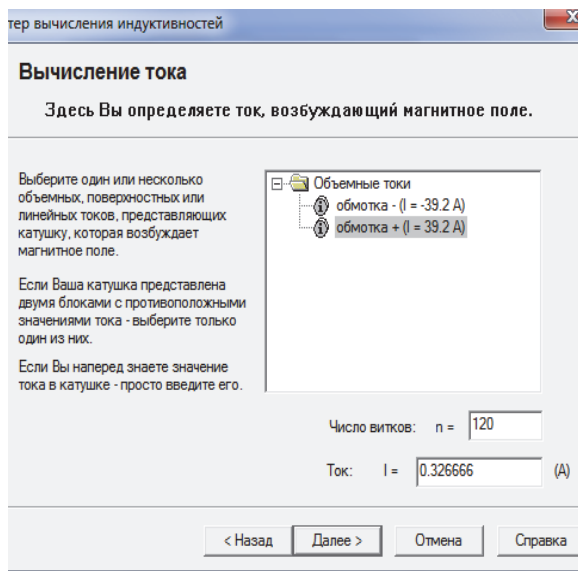 тер вычисления индуктивностей
Вычисление тока
Здесь Вы определяете ток, возбуждающий магнитное поле.
Выберите один или несколько
объемных, поверхностных или
линейных токов, представляющих
катушку, которая возбуждает
магнитное поле.
Если Ваша катушка представлена
двумя блоками с противоположными
значениями тока - выберите только
один из них.
Если Вы наперед знаете значение
тока в катушке - просто введите его.
Объемные токи
обмотка - (I = -39.2 A)
обмотка + (I = 39.2 A)
Число витков: n = 120
Ток: I = 0.326666 (A)
< Назад Далее > Отмена Справка